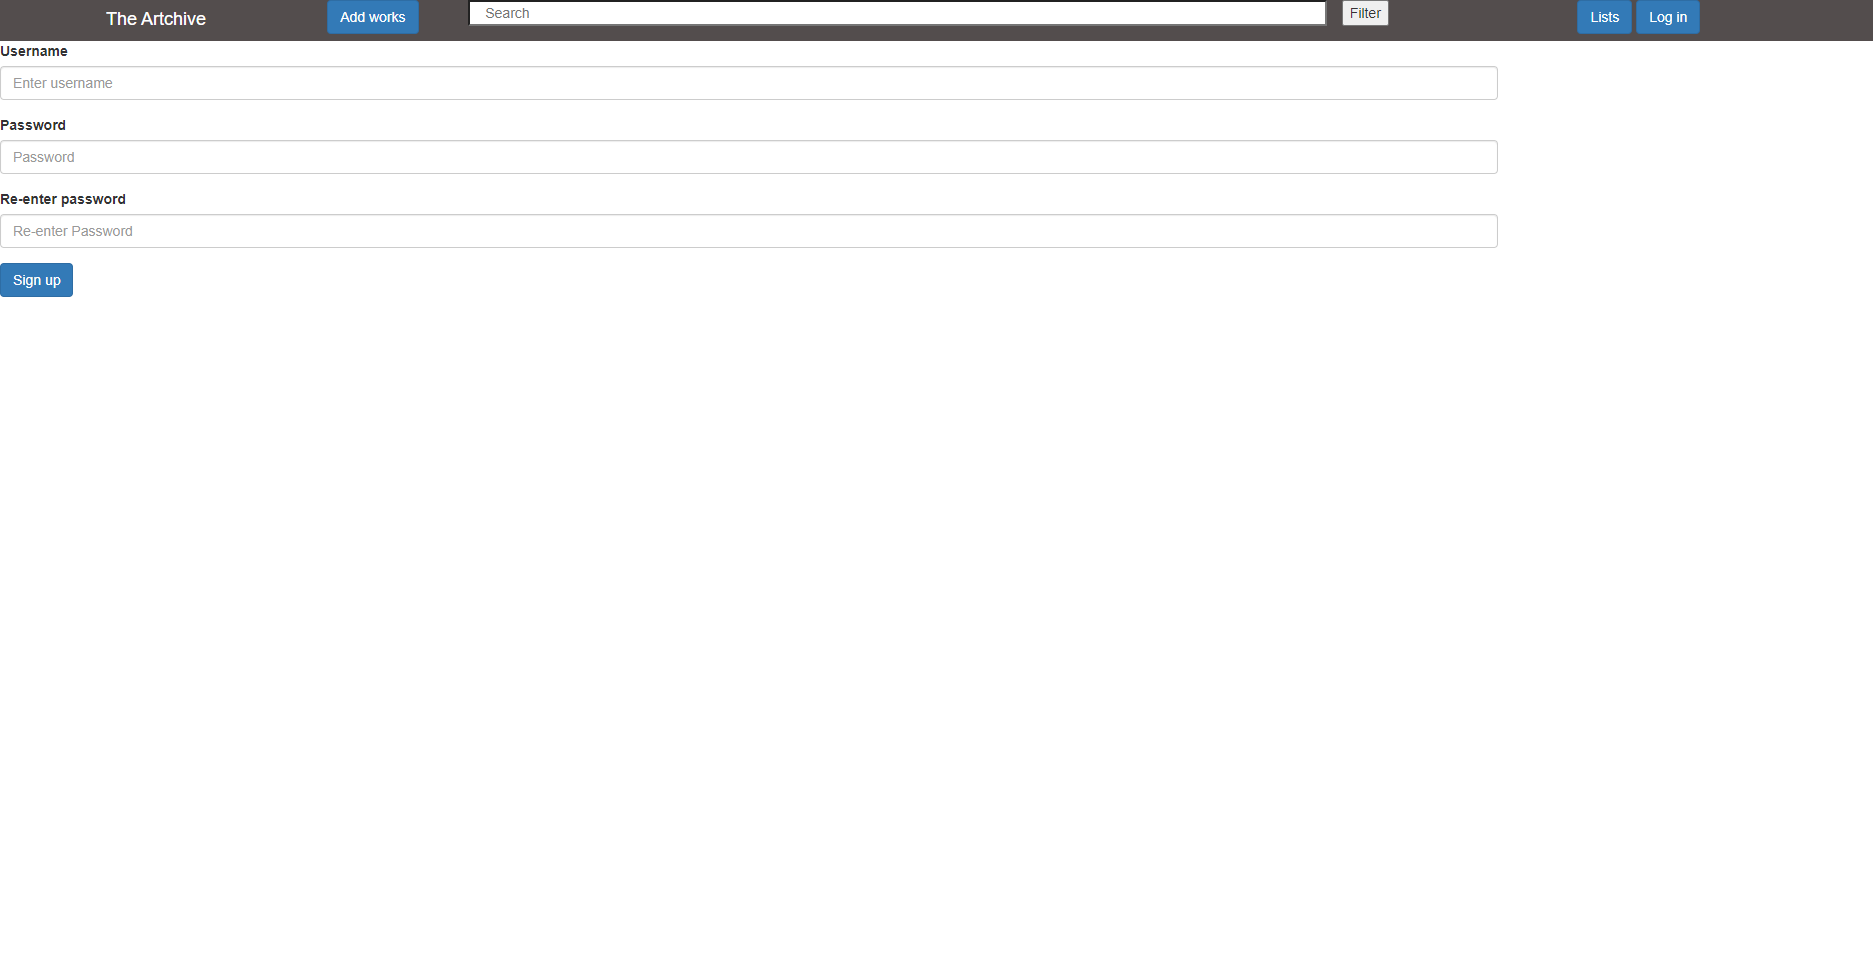 The Artchive Add works Search Filter Lists Log in
Username
Enter username
Password
Password
Re-enter password
Re-enter Password
Sign up